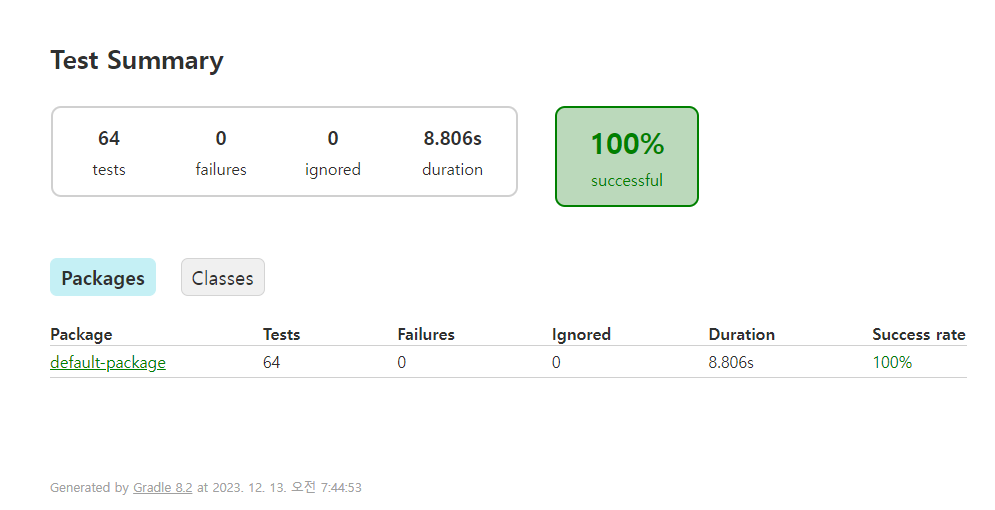 Test Summary
64 0 0 8.806s
tests failures ignored duration
100%
successful
Packages Classes
Package Tests Failures Ignored Duration Success rate
default-package 64 0 0 8.806s 100%
Generated by Gradle 8.2 at 2023. 12. 13. 오전 7:44:53